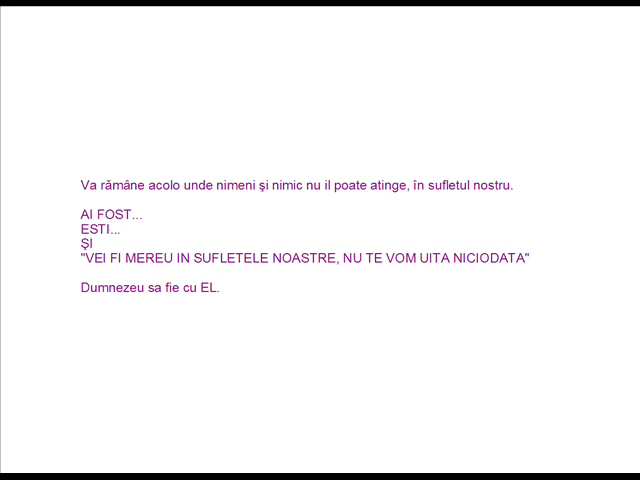 Va rămâne acolo unde nimeni şi nimic nu il poate atinge, în sufletul nostru.
AI FOST...
ESTI...
ŞI
"VEI FI MEREU IN SUFLETELE NOASTRE, NU TE VOM UITA NICIODATA"
Dumnezeu sa fie cu EL.